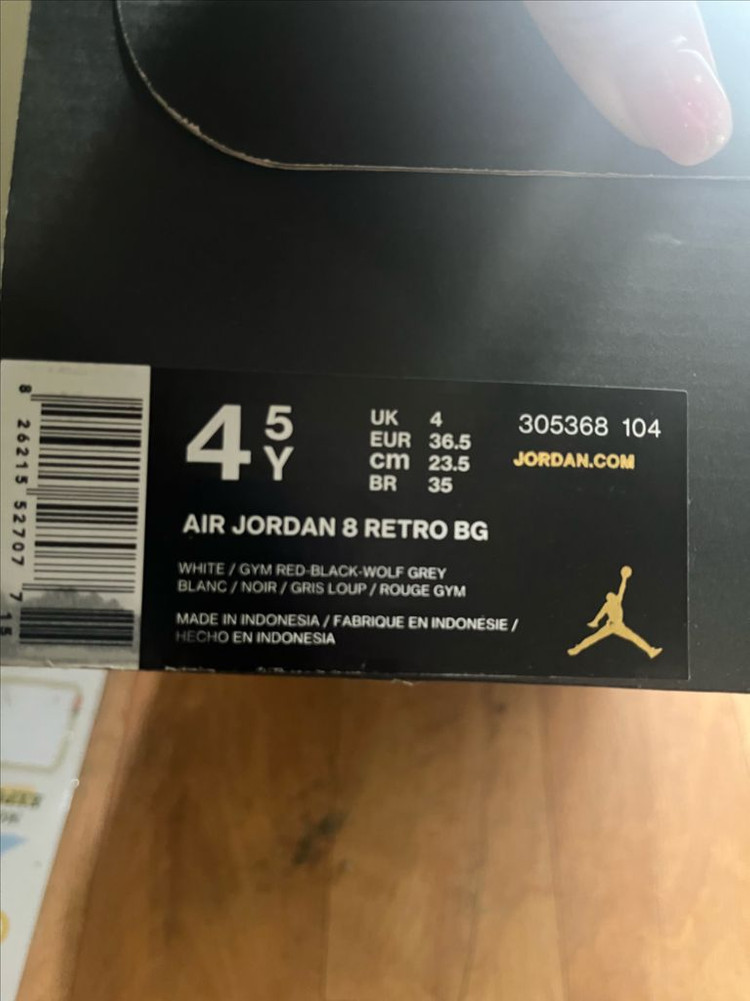 4 5 Y
UK 4
EUR 36.5
cm 23.5
BR 35
305368 104
JORDAN.COM
AIR JORDAN 8 RETRO BG
WHITE / GYM RED-BLACK-WOLF GREY
BLANC / NOIR / GRIS LOUP / ROUGE GYM
MADE IN INDONESIA / FABRIQUE EN INDONESIE /
HECHO EN INDONESIA
8 26215 52707 7
15